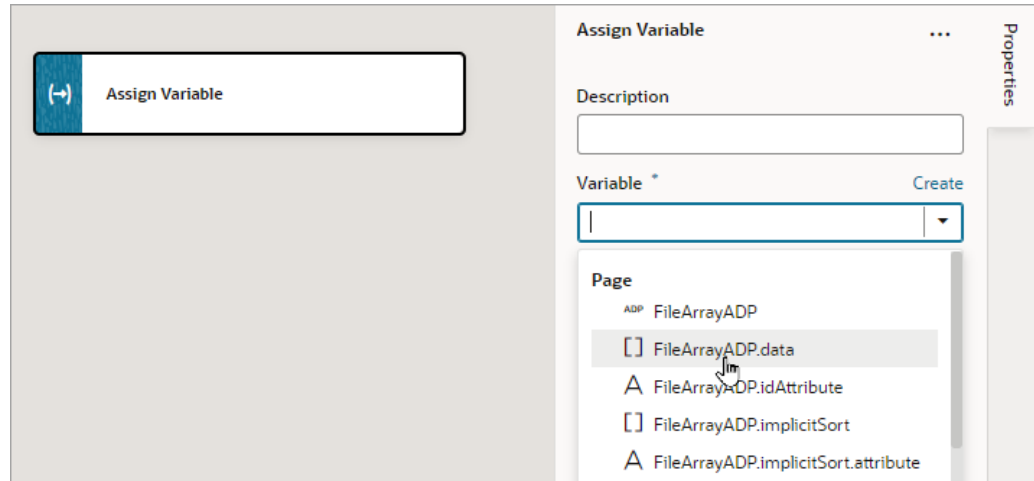 Assign Variable
Assign Variable
...
Properties
Description
Variable *
Create
Page
ADP FileArrayADP
[ ] FileArrayADP.data
A FileArrayADP.idAttribute
[ ] FileArrayADP.implicitSort
A FileArrayADP.implicitSort.attribute